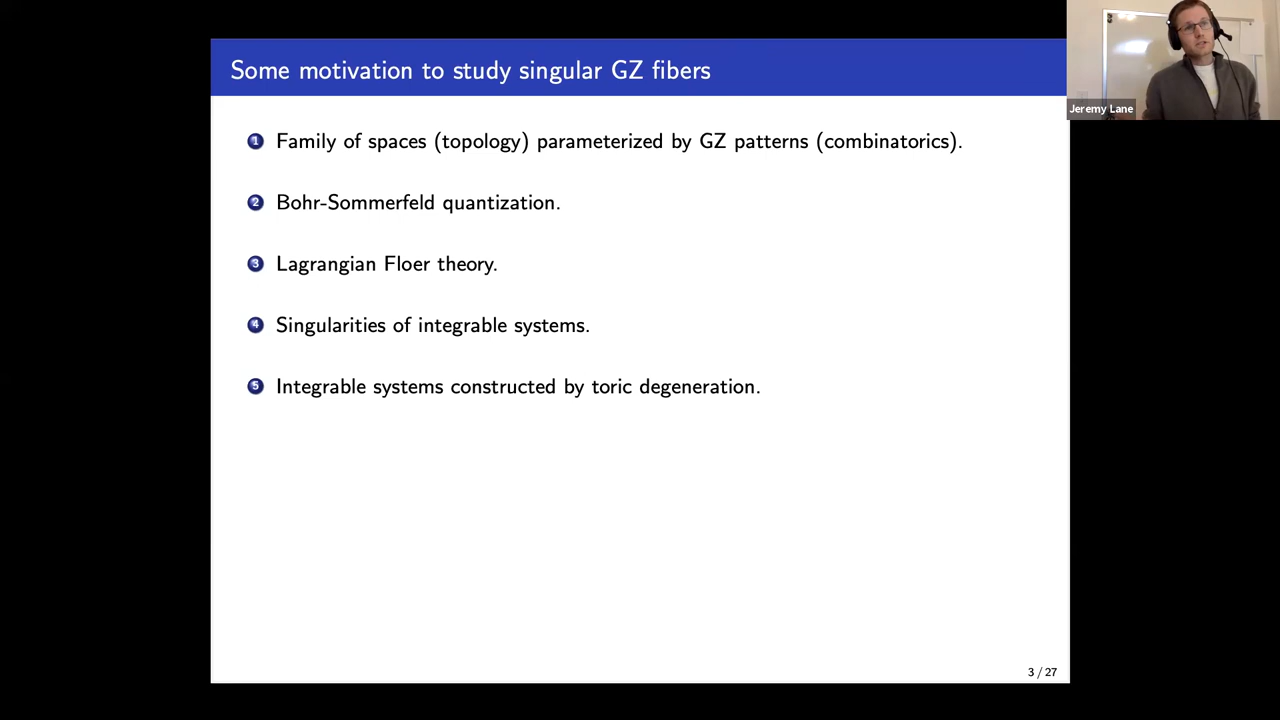 Some motivation to study singular GZ fibers
Jeremy Lane
1 Family of spaces (topology) parameterized by GZ patterns (combinatorics).
2 Bohr-Sommerfeld quantization.
3 Lagrangian Floer theory.
4 Singularities of integrable systems.
5 Integrable systems constructed by toric degeneration.
3 / 27